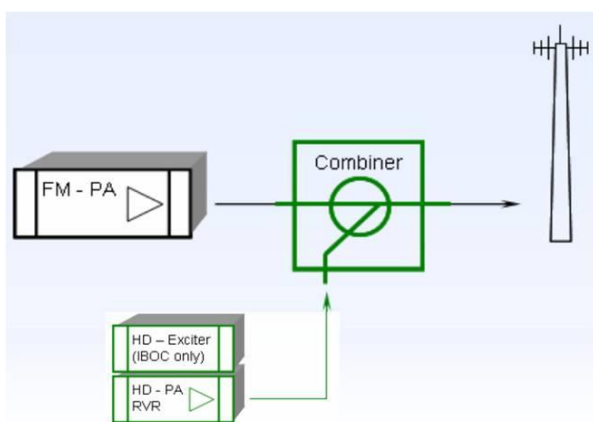 FM - PA
Combiner
HD – Exciter
(IBOC only)
HD - PA
RVR